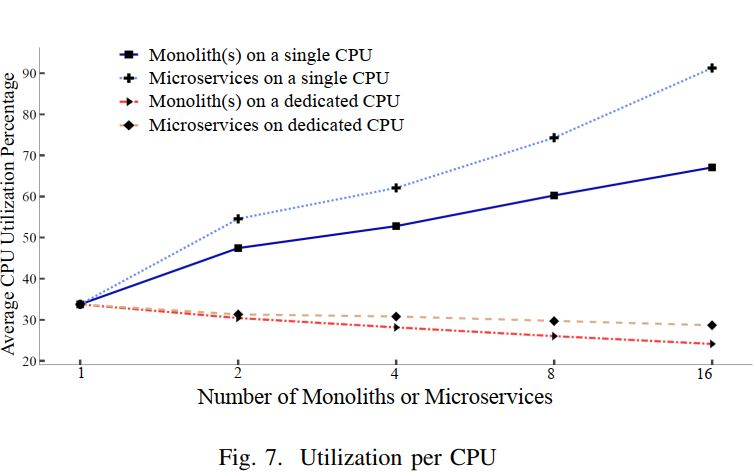 Monolith(s) on a single CPU
Microservices on a single CPU
Monolith(s) on a dedicated CPU
Microservices on dedicated CPU
Average CPU Utilization Percentage
90
80
70
60
50
40
30
20
1 2 4 8 16
Number of Monoliths or Microservices
Fig. 7. Utilization per CPU